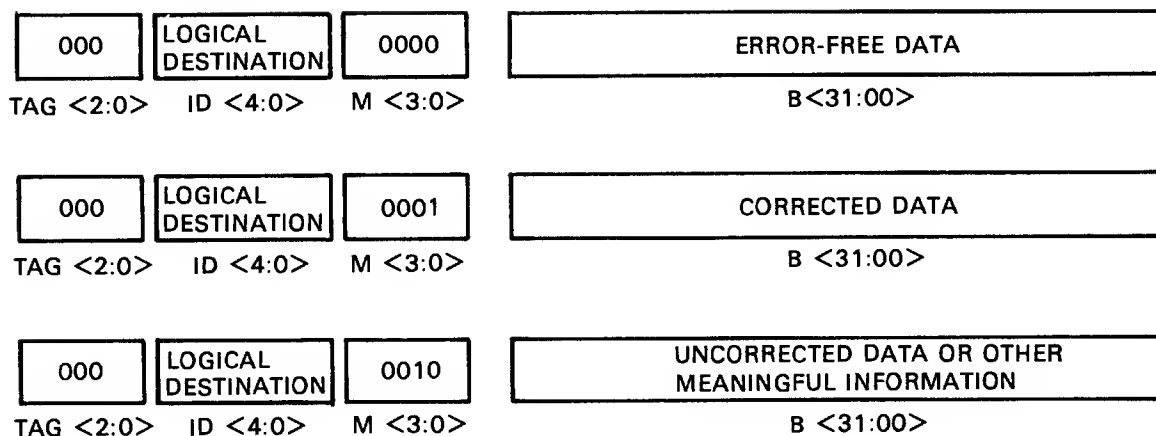 000 LOGICAL DESTINATION 0000 ERROR-FREE DATA
TAG <2:0> ID <4:0> M <3:0> B<31:00>
000 LOGICAL DESTINATION 0001 CORRECTED DATA
TAG <2:0> ID <4:0> M <3:0> B <31:00>
000 LOGICAL DESTINATION 0010 UNCORRECTED DATA OR OTHER MEANINGFUL INFORMATION
TAG <2:0> ID <4:0> M <3:0> B <31:00>